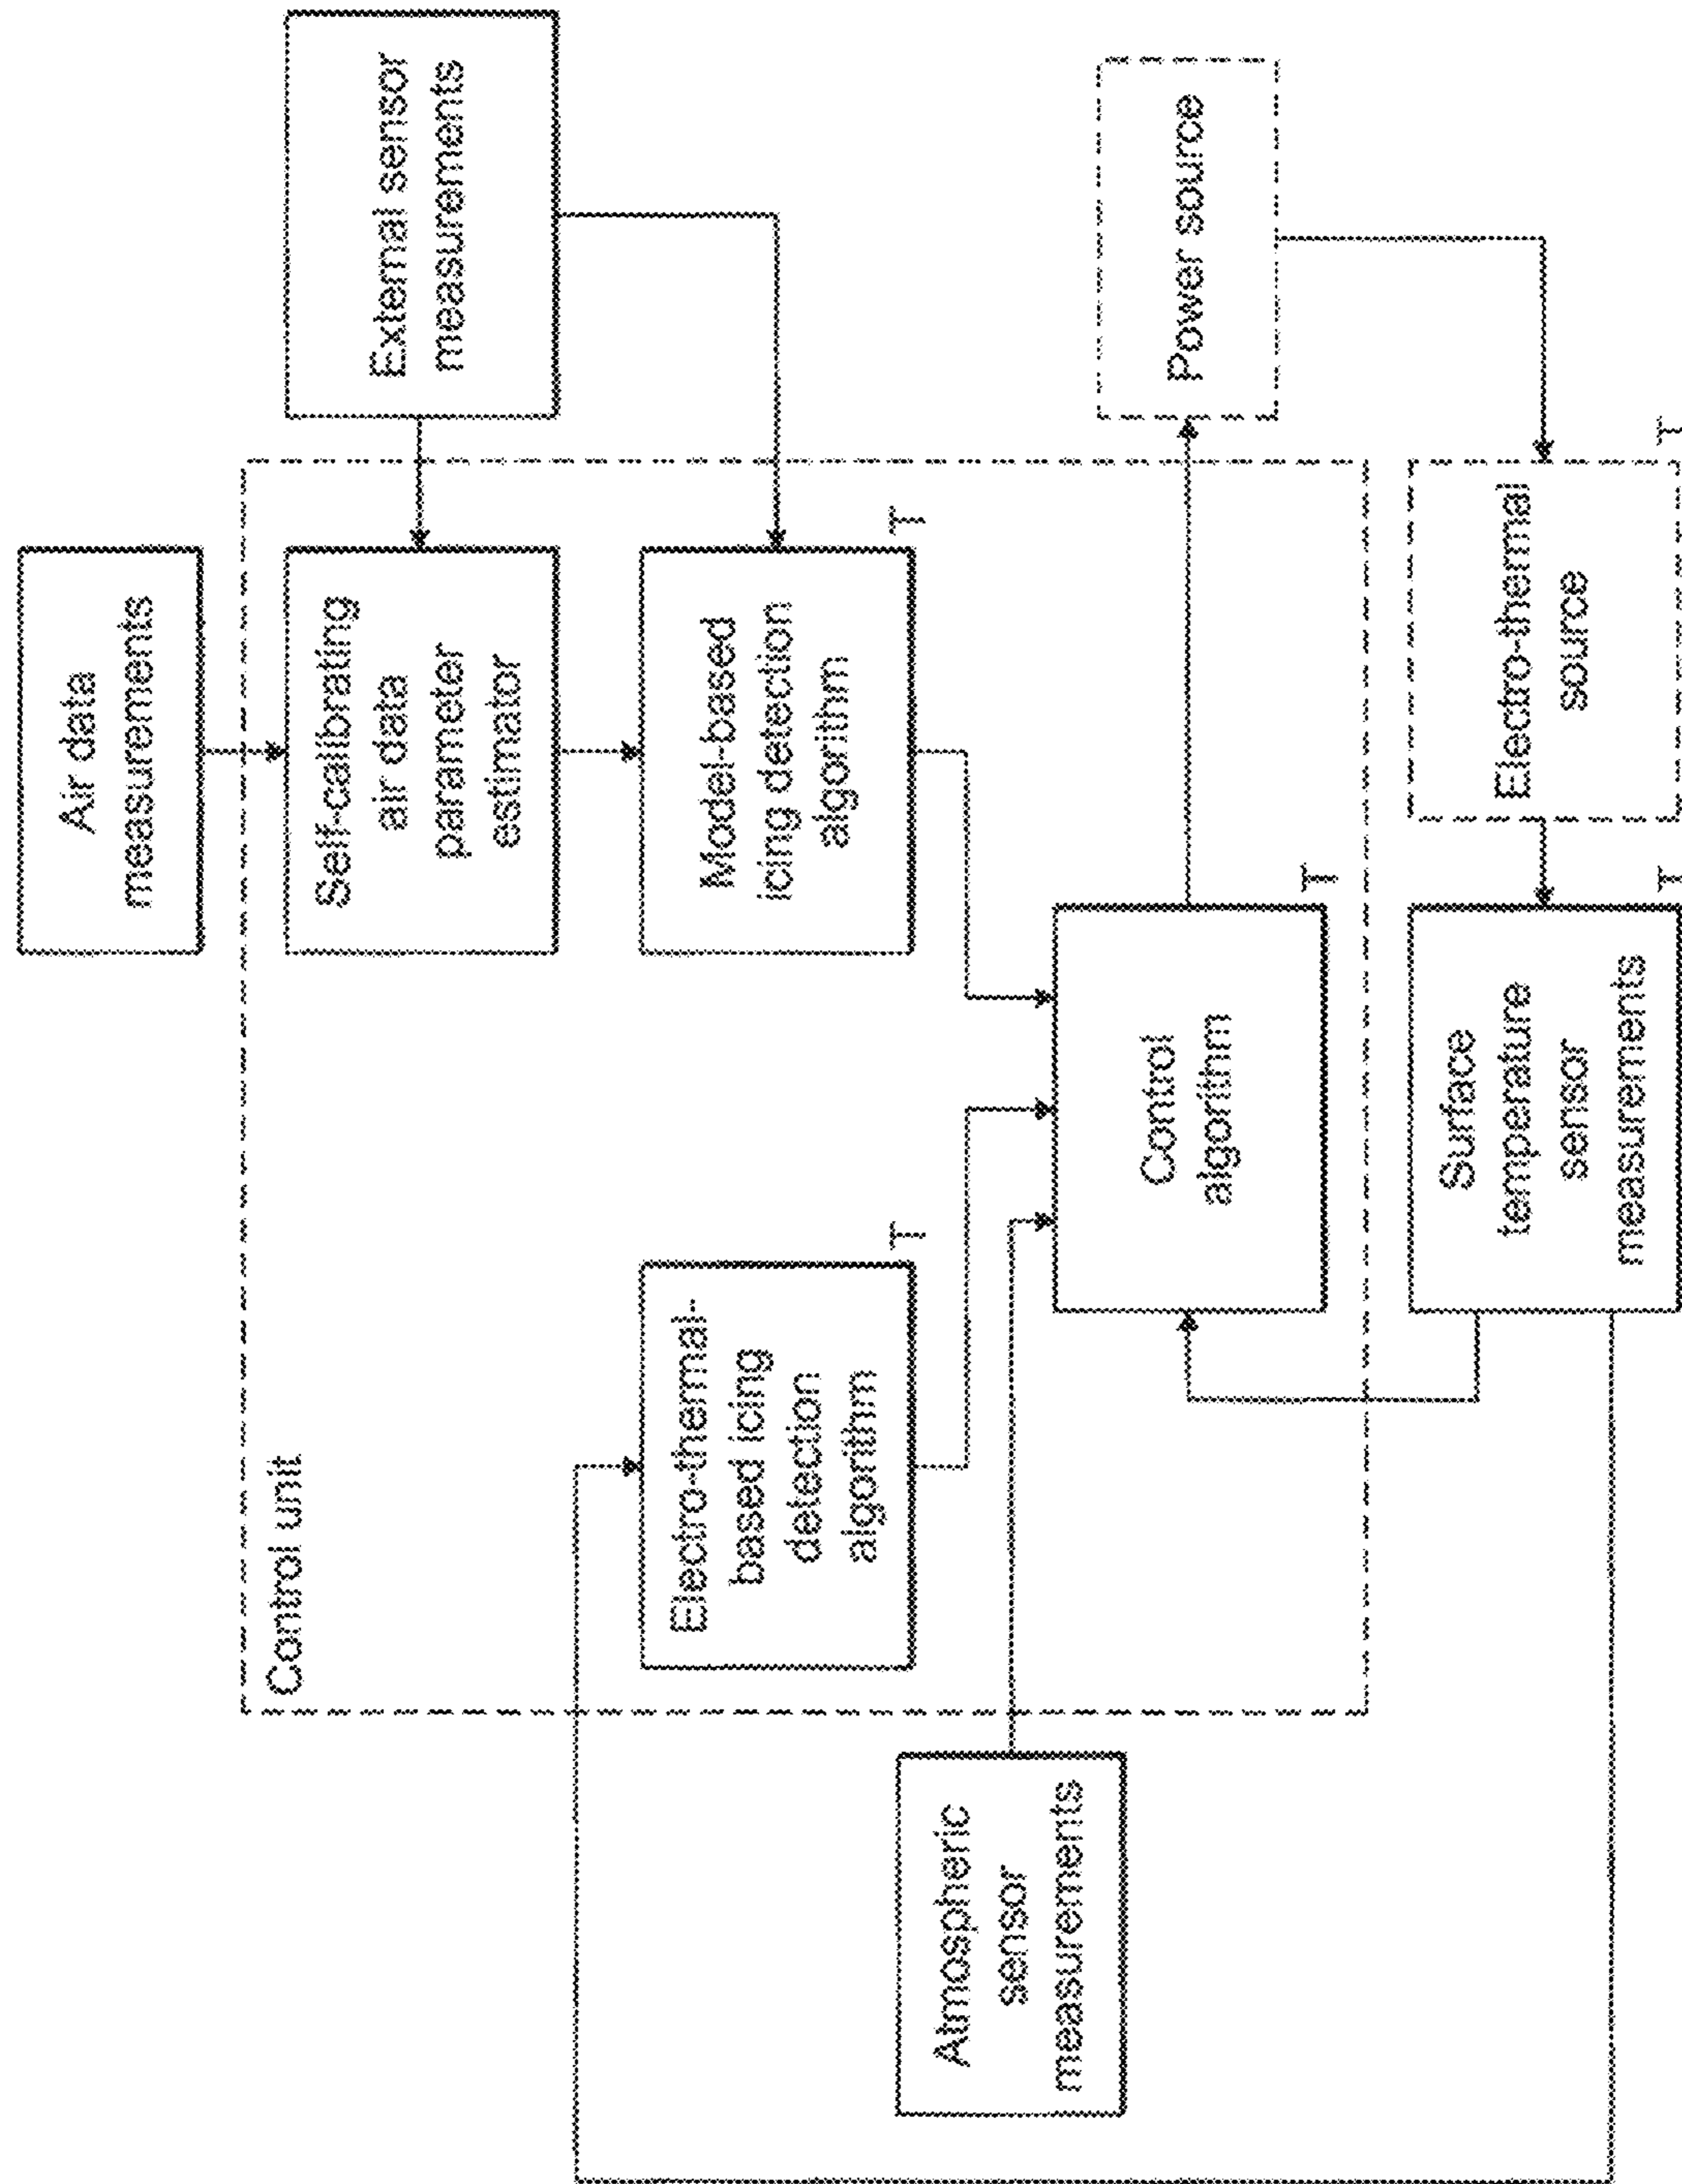 Air data
measurements
External sensor
measurements
Control unit
Self-calibrating
air data
parameter
estimator
Electro-thermal-
based icing
detection
algorithm
T
Model-based
icing detection
algorithm
T
Atmospheric
sensor
measurements
Control
algorithm
T
Power source
Surface
temperature
sensor
measurements
T
Electro-thermal
source
T